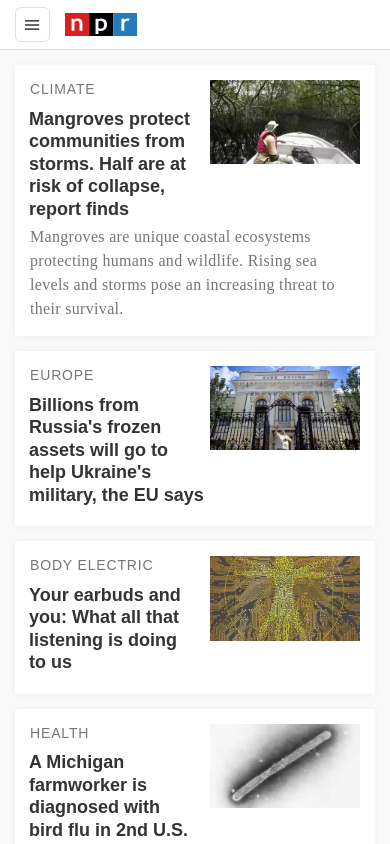 npr
CLIMATE
Mangroves protect
communities from
storms. Half are at
risk of collapse,
report finds
Mangroves are unique coastal ecosystems
protecting humans and wildlife. Rising sea
levels and storms pose an increasing threat to
their survival.
EUROPE
Billions from
Russia's frozen
assets will go to
help Ukraine's
military, the EU says
BODY ELECTRIC
Your earbuds and
you: What all that
listening is doing
to us
HEALTH
A Michigan
farmworker is
diagnosed with
bird flu in 2nd U.S.